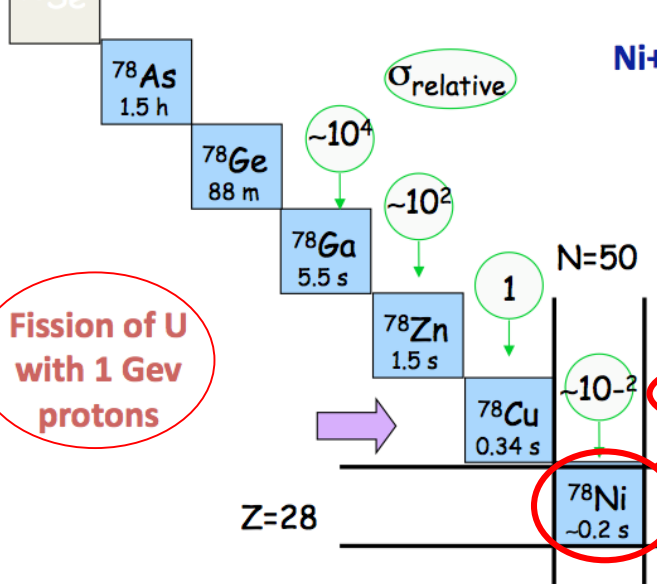 Se
⁷⁸As
1.5 h
Ni+
σrelative
⁷⁸Ge
88 m
~10⁴
~10²
⁷⁸Ga
5.5 s
N=50
1
Fission of U
with 1 Gev
protons
⁷⁸Zn
1.5 s
~10-²
⁷⁸Cu
0.34 s
Z=28
⁷⁸Ni
~0.2 s